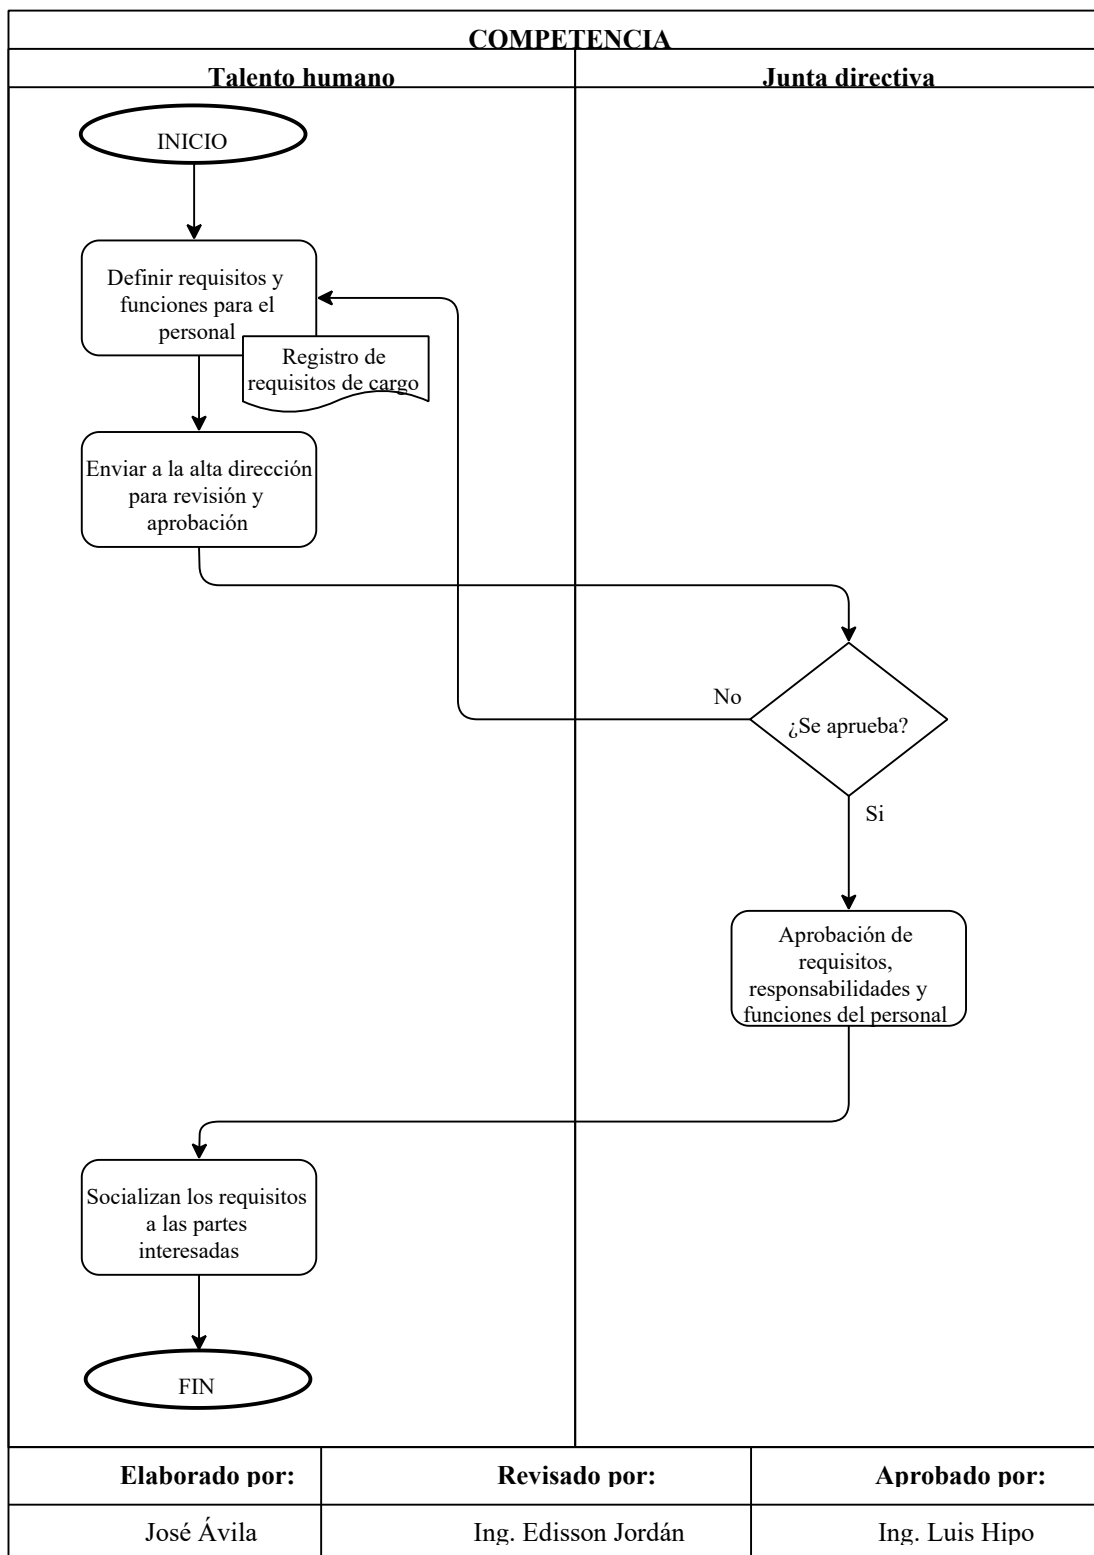 COMPETENCIA
Talento humano
Junta directiva
INICIO
Definir requisitos y
funciones para el
personal
Registro de
requisitos de cargo
Enviar a la alta dirección
para revisión y
aprobación
No
¿Se aprueba?
Si
Aprobación de
requisitos,
responsabilidades y
funciones del personal
Socializan los requisitos
a las partes
interesadas
FIN
Elaborado por:
Revisado por:
Aprobado por:
José Ávila
Ing. Edisson Jordán
Ing. Luis Hipo